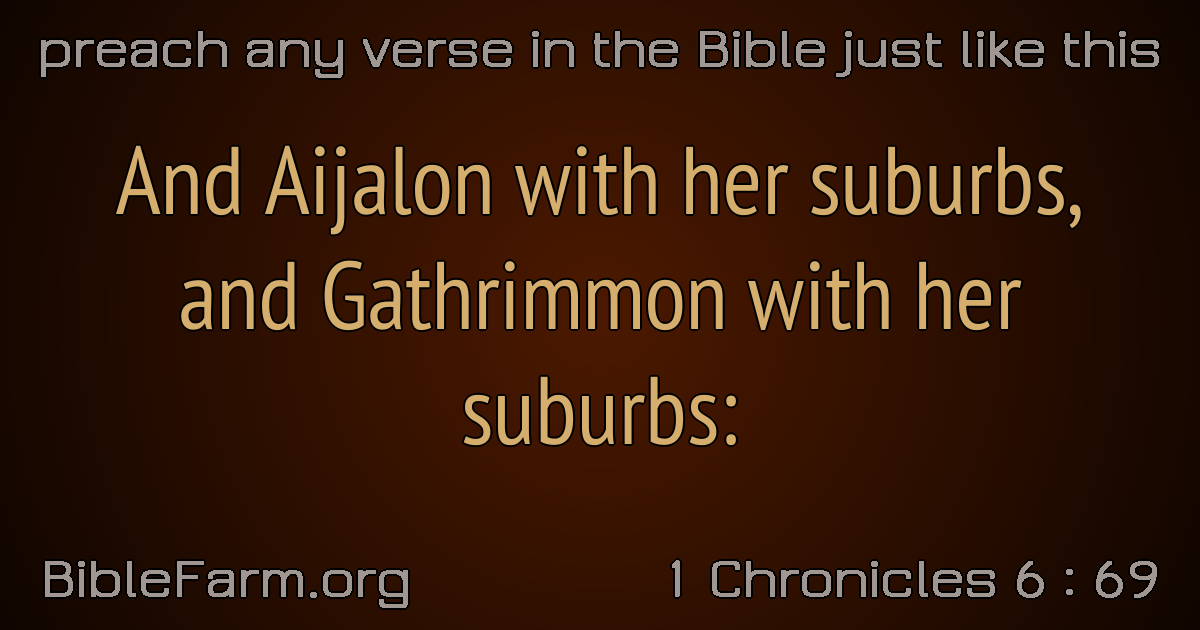 preach any verse in the Bible just like this
And Aijalon with her suburbs,
and Gathrimmon with her
suburbs:
BibleFarm.org
1 Chronicles 6 : 69